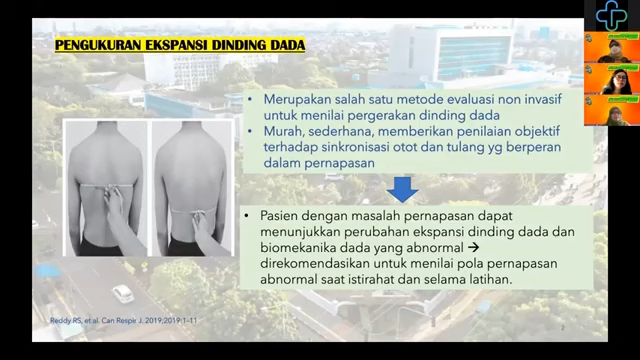 PENGUKURAN EKSPANSI DINDING DADA
• Merupakan salah satu metode evaluasi non invasif
untuk menilai pergerakan dinding dada
• Murah, sederhana, memberikan penilaian objektif
terhadap sinkronisasi otot dan tulang yg berperan
dalam pernapasan
• Pasien dengan masalah pernapasan dapat
menunjukkan perubahan ekspansi dinding dada dan
biomekanika dada yang abnormal →
direkomendasikan untuk menilai pola pernapasan
abnormal saat istirahat dan selama latihan.
Reddy RS, et al. Can Respir J. 2019;2019:1-11
2